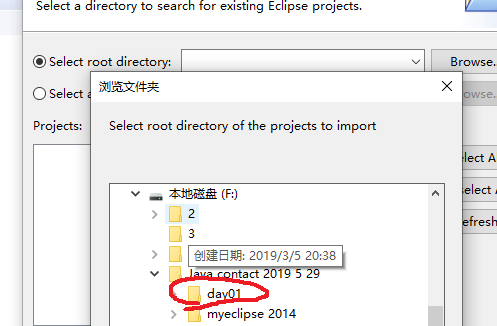 Select a directory to search for existing Eclipse projects.
Select root directory:
Browse...
Select a
Projects:
浏览文件夹
Select root directory of the projects to import
本地磁盘 (F:)
2
3
创建日期: 2019/3/5 20:38
Java contact 2019 5 29
day01
myeclipse 2014
elect A
select A
efresh